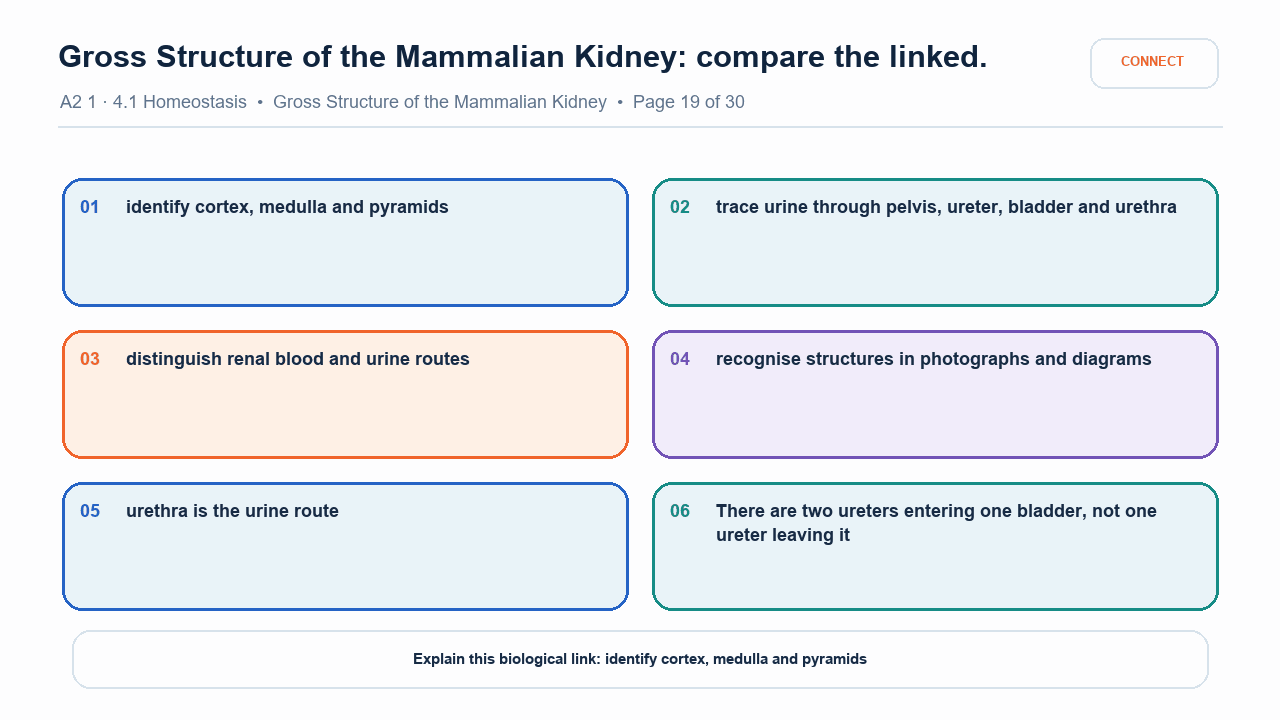 Gross Structure of the Mammalian Kidney: compare the linked.
CONNECT
A2 1 · 4.1 Homeostasis • Gross Structure of the Mammalian Kidney • Page 19 of 30
01 identify cortex, medulla and pyramids
02 trace urine through pelvis, ureter, bladder and urethra
03 distinguish renal blood and urine routes
04 recognise structures in photographs and diagrams
05 urethra is the urine route
06 There are two ureters entering one bladder, not one
ureter leaving it
Explain this biological link: identify cortex, medulla and pyramids